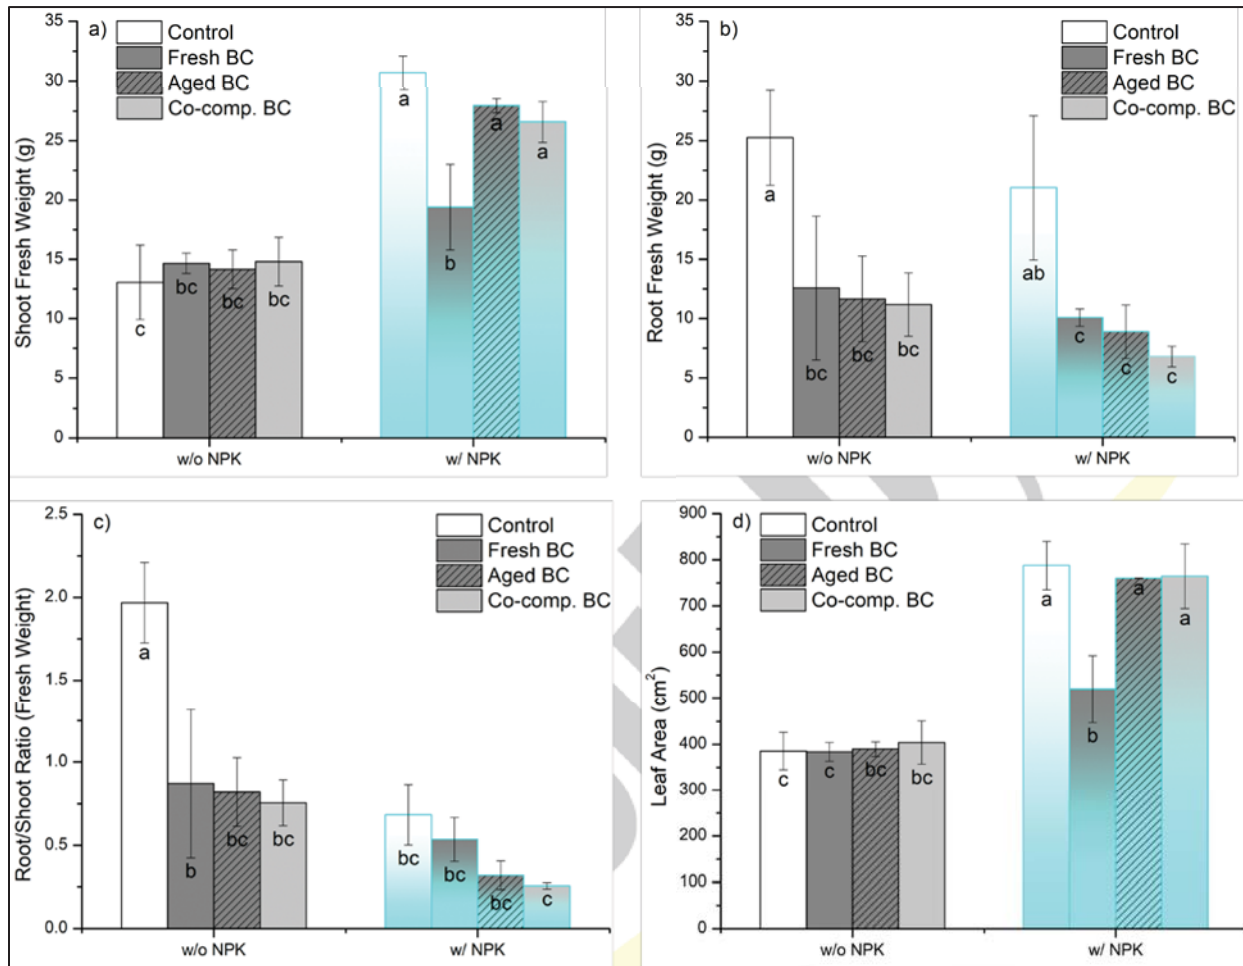 a)
Control
Fresh BC
Aged BC
Co-comp. BC
Shoot Fresh Weight (g)
35
30
25
20
15
10
5
0
c
bc
bc
bc
a
b
a
a
w/o NPK
w/ NPK
b)
Control
Fresh BC
Aged BC
Co-comp. BC
Root Fresh Weight (g)
35
30
25
20
15
10
5
0
a
bc
bc
bc
ab
c
c
c
w/o NPK
w/ NPK
c)
Control
Fresh BC
Aged BC
Co-comp. BC
Root/Shoot Ratio (Fresh Weight)
2.5
2.0
1.5
1.0
0.5
0.0
a
b
bc
bc
bc
bc
bc
c
w/o NPK
w/ NPK
d)
Control
Fresh BC
Aged BC
Co-comp. BC
Leaf Area (cm²)
900
800
700
600
500
400
300
200
100
0
c
c
bc
bc
a
b
a
a
w/o NPK
w/ NPK